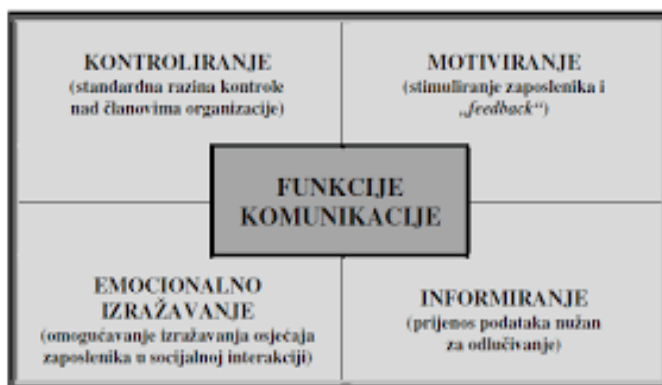 KONTROLIRANJE
(standardna razina kontrole
nad članovima organizacije)
MOTIVIRANJE
(stimuliranje zaposlenika i
„feedback“)
FUNKCIJE
KOMUNIKACIJE
EMOCIONALNO
IZRAŽAVANJE
(omogućavanje izražavanja osjećaja
zaposlenika u socijalnoj interakciji)
INFORMIRANJE
(prijenos podataka nužan
za odlučivanje)